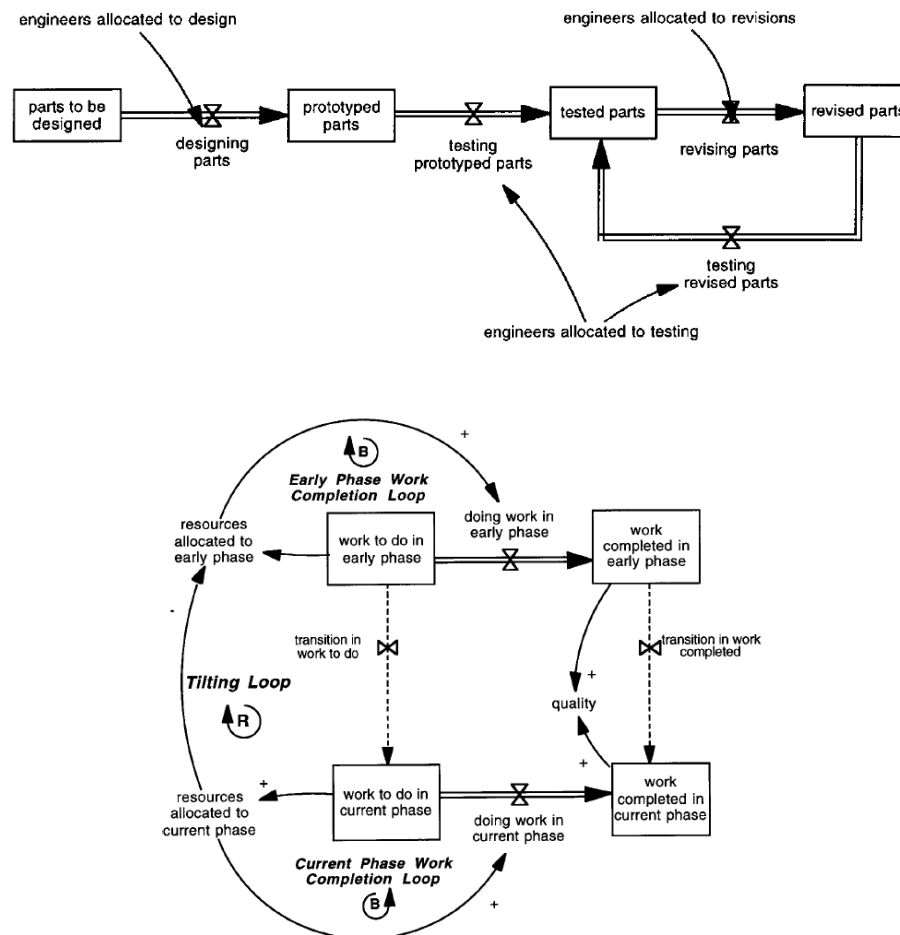 engineers allocated to design
engineers allocated to revisions
parts to be
designed
prototyped
parts
tested parts
revised parts
designing
parts
testing
prototyped parts
revising parts
testing
revised parts
engineers allocated to testing
+
B
Early Phase Work
Completion Loop
resources
allocated to
early phase
work to do in
early phase
doing work in
early phase
work
completed in
early phase
-
transition in
work to do
transition in work
completed
Tilting Loop
R
+
quality
+
+
resources
allocated to
current phase
work to do in
current phase
doing work in
current phase
work
completed in
current phase
Current Phase Work
Completion Loop
B
+